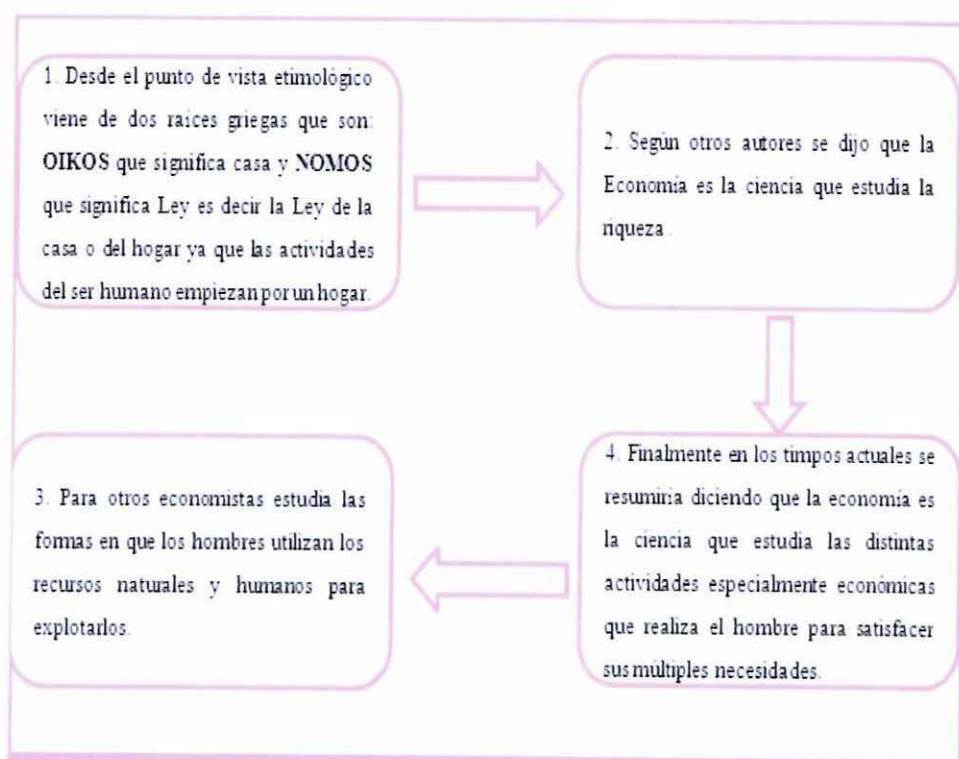 1. Desde el punto de vista etimológico
viene de dos raíces griegas que son:
OIKOS que significa casa y NOMOS
que significa Ley es decir la Ley de la
casa o del hogar ya que las actividades
del ser humano empiezan por un hogar.
2. Según otros autores se dijo que la
Economía es la ciencia que estudia la
riqueza.
3. Para otros economistas estudia las
formas en que los hombres utilizan los
recursos naturales y humanos para
explotarlos.
4. Finalmente en los timpos actuales se
resumiría diciendo que la economía es
la ciencia que estudia las distintas
actividades especialmente económicas
que realiza el hombre para satisfacer
sus múltiples necesidades.